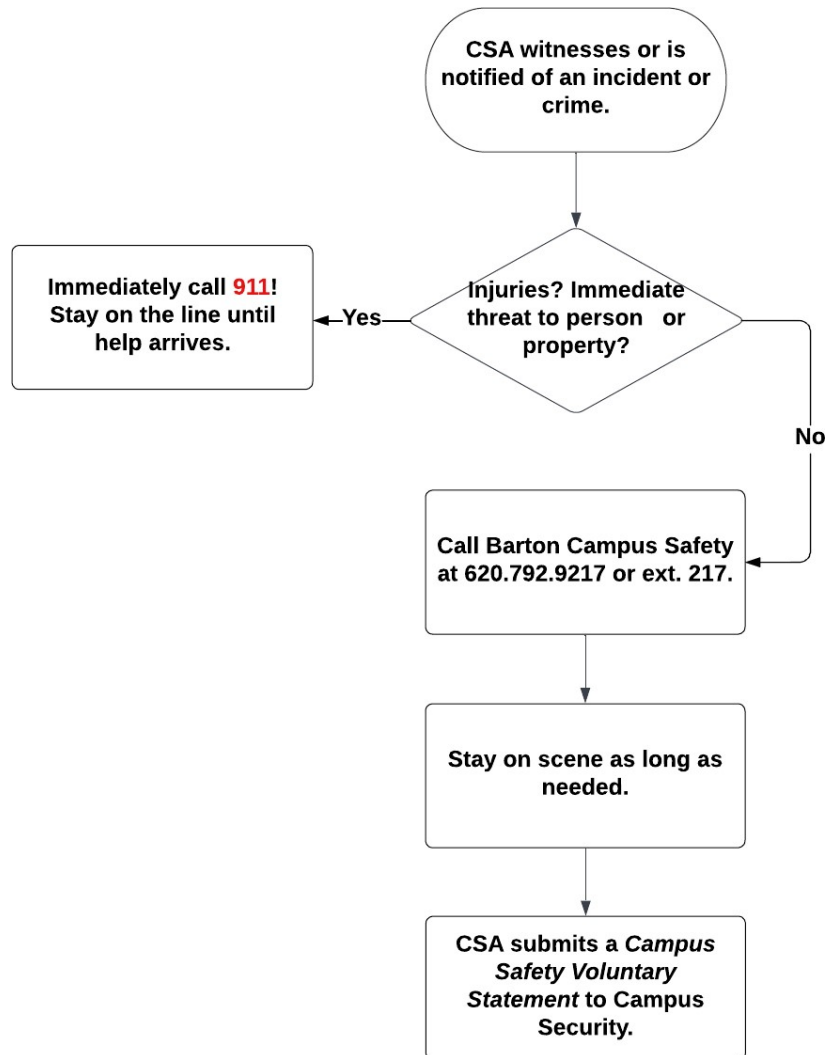 CSA witnesses or is
notified of an incident or
crime.
Injuries? Immediate
threat to person or
property?
Yes
Immediately call 911!
Stay on the line until
help arrives.
No
Call Barton Campus Safety
at 620.792.9217 or ext. 217.
Stay on scene as long as
needed.
CSA submits a Campus
Safety Voluntary
Statement to Campus
Security.